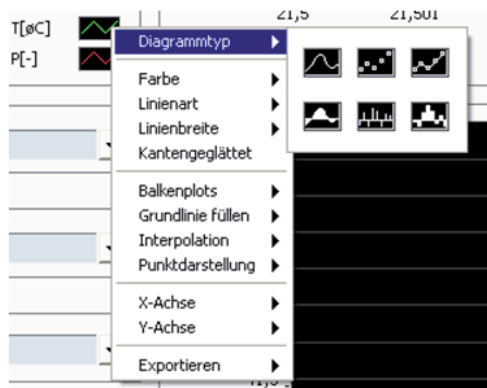 21,5 21,501
T[øC]
P[-]
Diagrammtyp
Farbe
Linienart
Linienbreite
Kantengeglättet
Balkenplots
Grundlinie füllen
Interpolation
Punktdarstellung
X-Achse
Y-Achse
Exportieren